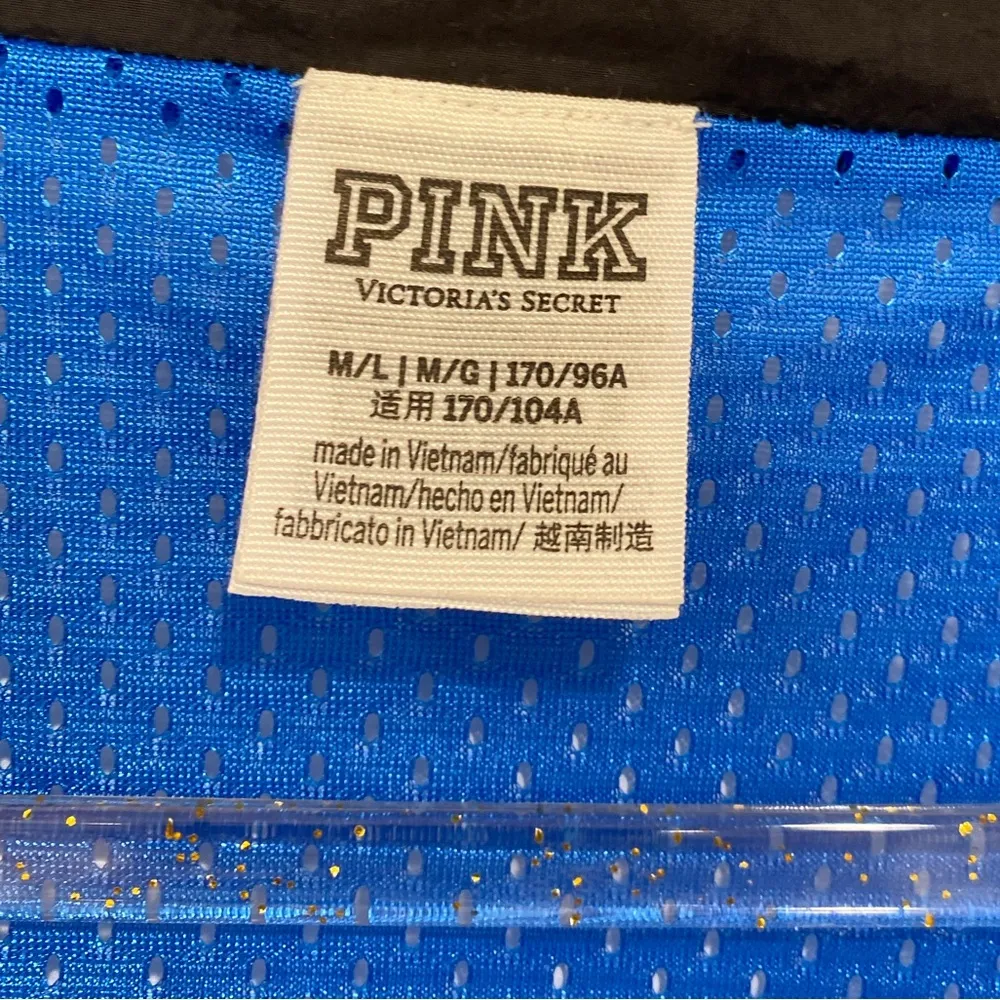 PINK
VICTORIA'S SECRET
M/L | M/G | 170/96A
适用 170/104A
made in Vietnam/fabriqué au
Vietnam/hecho en Vietnam/
fabbricato in Vietnam/ 越南制造